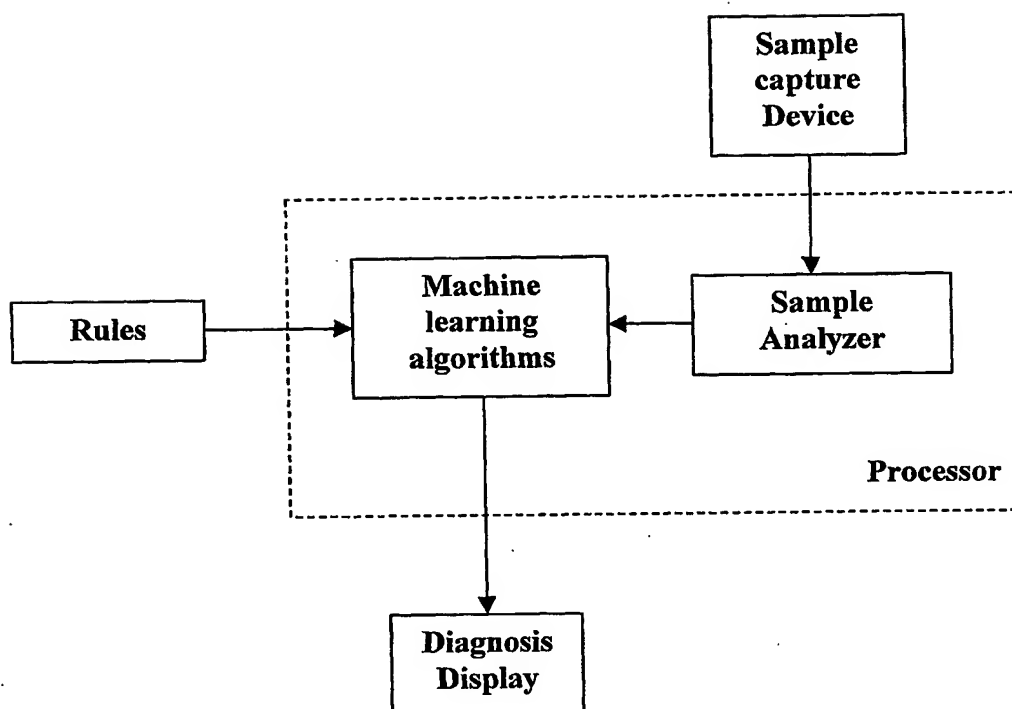 Sample
capture
Device
Machine
learning
algorithms
Rules
Sample
Analyzer
Processor
Diagnosis
Display